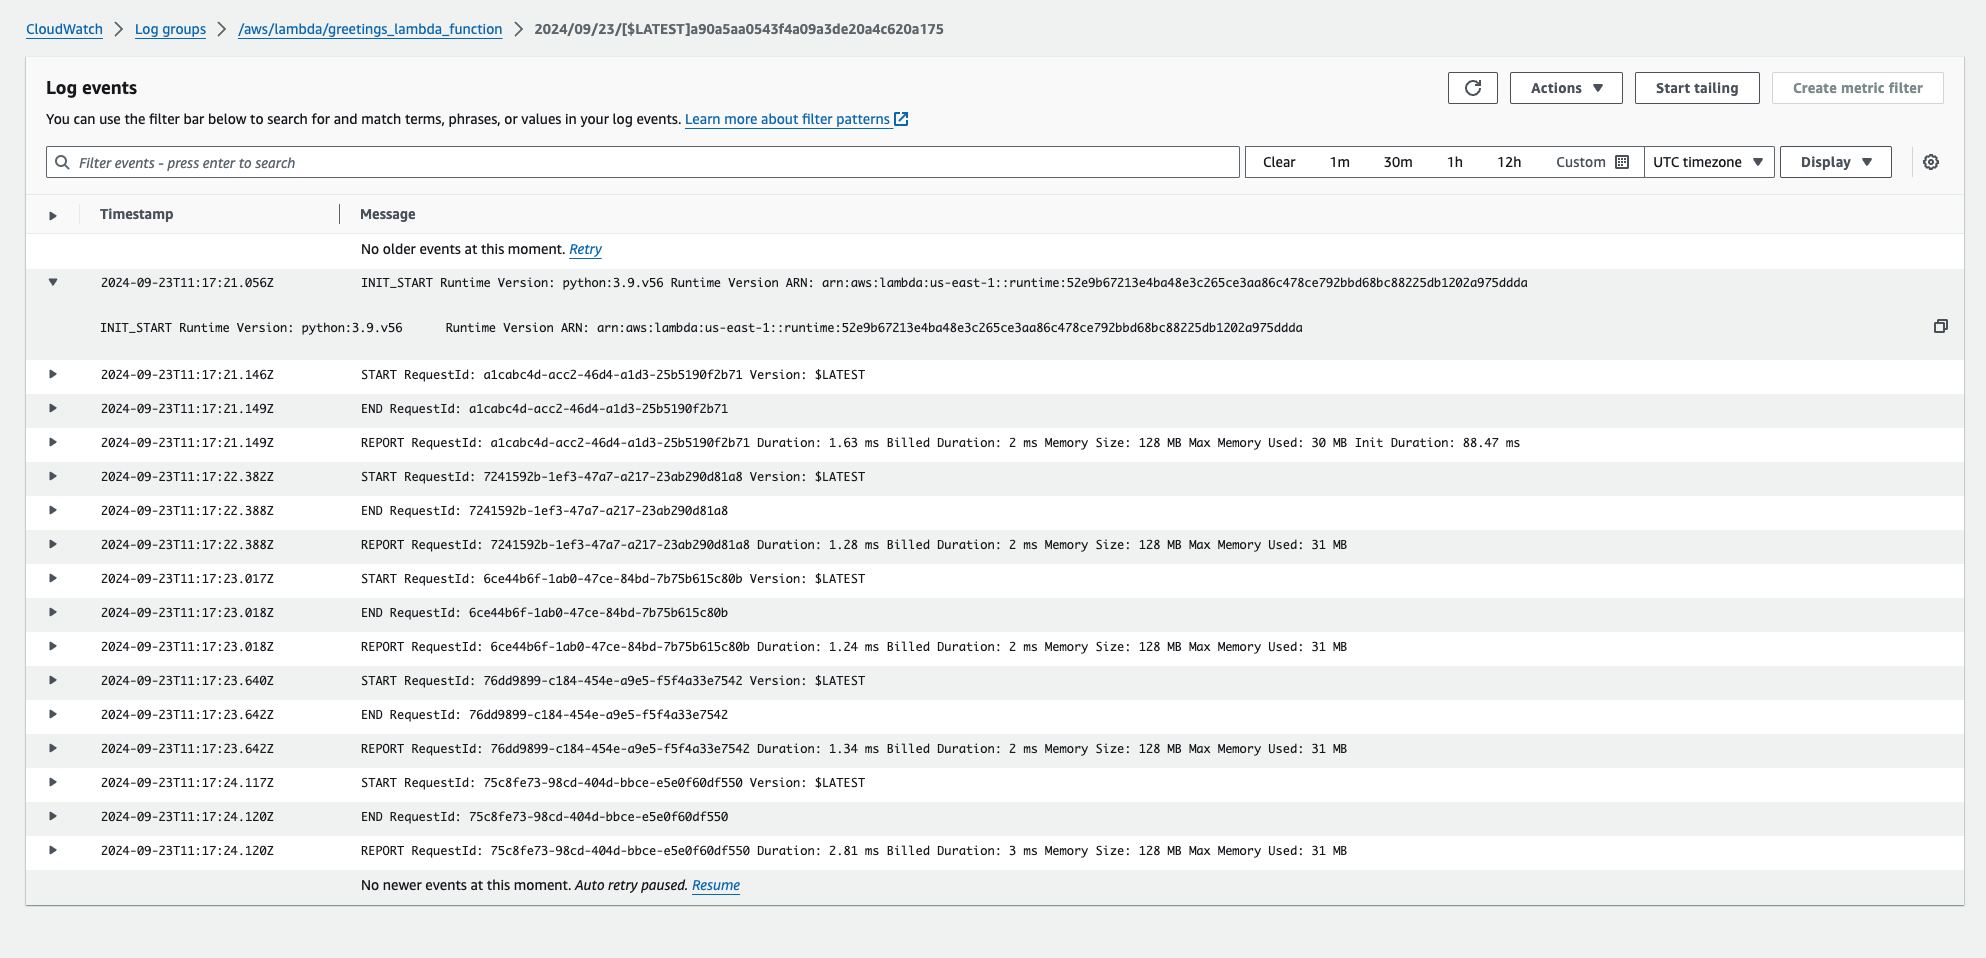 CloudWatch > Log groups > /aws/lambda/greetings_lambda_function > 2024/09/23/[$LATEST]a90a5aa0543f4a09a3de20a4c620a175
Log events
Actions Start tailing Create metric filter
You can use the filter bar below to search for and match terms, phrases, or values in your log events. Learn more about filter patterns
Filter events - press enter to search Clear 1m 30m 1h 12h Custom UTC timezone Display
Timestamp Message
No older events at this moment. Retry
2024-09-23T11:17:21.056Z INIT_START Runtime Version: python:3.9.v56 Runtime Version ARN: arn:aws:lambda:us-east-1::runtime:52e9b67213e4ba48e3c265ce3aa86c478ce792bbd68bc88225db1202a975ddda
INIT_START Runtime Version: python:3.9.v56 Runtime Version ARN: arn:aws:lambda:us-east-1::runtime:52e9b67213e4ba48e3c265ce3aa86c478ce792bbd68bc88225db1202a975ddda
2024-09-23T11:17:21.146Z START RequestId: a1cabc4d-acc2-46d4-a1d3-25b5190f2b71 Version: $LATEST
2024-09-23T11:17:21.149Z END RequestId: a1cabc4d-acc2-46d4-a1d3-25b5190f2b71
2024-09-23T11:17:21.149Z REPORT RequestId: a1cabc4d-acc2-46d4-a1d3-25b5190f2b71 Duration: 1.63 ms Billed Duration: 2 ms Memory Size: 128 MB Max Memory Used: 30 MB Init Duration: 88.47 ms
2024-09-23T11:17:22.382Z START RequestId: 7241592b-1ef3-47a7-a217-23ab290d81a8 Version: $LATEST
2024-09-23T11:17:22.388Z END RequestId: 7241592b-1ef3-47a7-a217-23ab290d81a8
2024-09-23T11:17:22.388Z REPORT RequestId: 7241592b-1ef3-47a7-a217-23ab290d81a8 Duration: 1.28 ms Billed Duration: 2 ms Memory Size: 128 MB Max Memory Used: 31 MB
2024-09-23T11:17:23.017Z START RequestId: 6ce44b6f-1ab0-47ce-84bd-7b75b615c80b Version: $LATEST
2024-09-23T11:17:23.018Z END RequestId: 6ce44b6f-1ab0-47ce-84bd-7b75b615c80b
2024-09-23T11:17:23.018Z REPORT RequestId: 6ce44b6f-1ab0-47ce-84bd-7b75b615c80b Duration: 1.24 ms Billed Duration: 2 ms Memory Size: 128 MB Max Memory Used: 31 MB
2024-09-23T11:17:23.640Z START RequestId: 76dd9899-c184-454e-a9e5-f5f4a33e7542 Version: $LATEST
2024-09-23T11:17:23.642Z END RequestId: 76dd9899-c184-454e-a9e5-f5f4a33e7542
2024-09-23T11:17:23.642Z REPORT RequestId: 76dd9899-c184-454e-a9e5-f5f4a33e7542 Duration: 1.34 ms Billed Duration: 2 ms Memory Size: 128 MB Max Memory Used: 31 MB
2024-09-23T11:17:24.117Z START RequestId: 75c8fe73-98cd-404d-bbce-e5e0f60df550 Version: $LATEST
2024-09-23T11:17:24.120Z END RequestId: 75c8fe73-98cd-404d-bbce-e5e0f60df550
2024-09-23T11:17:24.120Z REPORT RequestId: 75c8fe73-98cd-404d-bbce-e5e0f60df550 Duration: 2.81 ms Billed Duration: 3 ms Memory Size: 128 MB Max Memory Used: 31 MB
No newer events at this moment. Auto retry paused. Resume